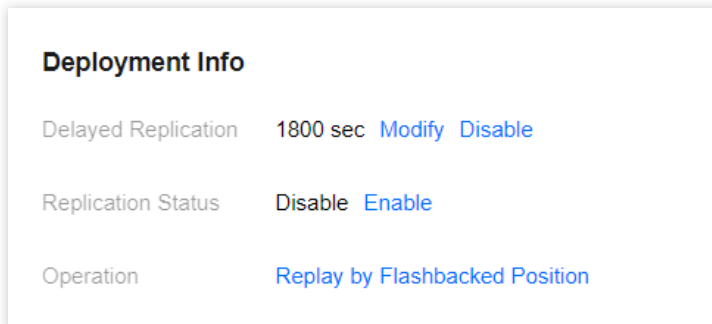 Deployment Info
Delayed Replication 1800 sec Modify Disable
Replication Status Disable Enable
Operation Replay by Flashbacked Position